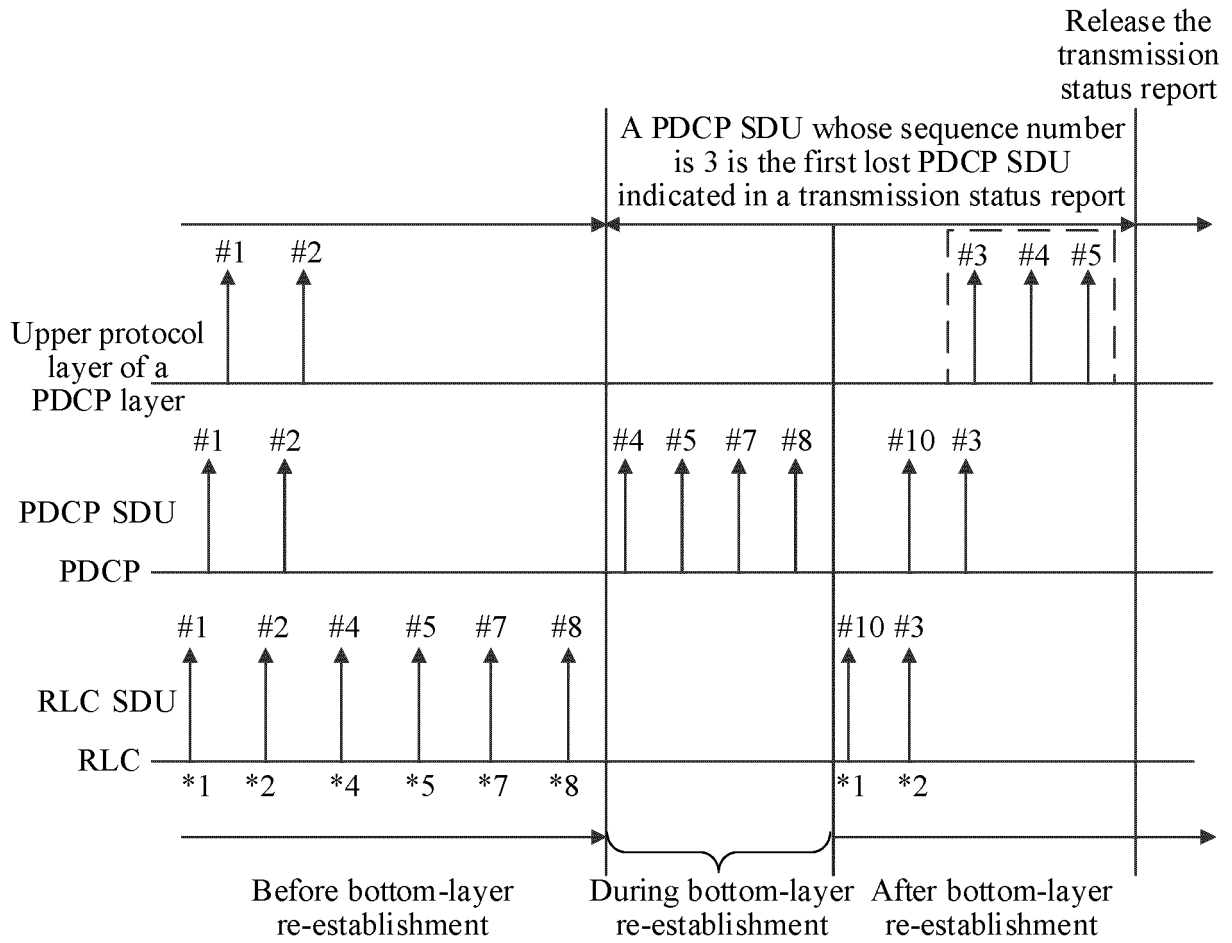 Release the
transmission
status report
A PDCP SDU whose sequence number
is 3 is the first lost PDCP SDU
indicated in a transmission status report
#1 #2 #3 #4 #5
Upper protocol
layer of a
PDCP layer
#1 #2 #4 #5 #7 #8 #10 #3
PDCP SDU
PDCP
#1 #2 #4 #5 #7 #8 #10 #3
RLC SDU
RLC
*1 *2 *4 *5 *7 *8 *1 *2
Before bottom-layer
re-establishment
During bottom-layer
re-establishment
After bottom-layer
re-establishment